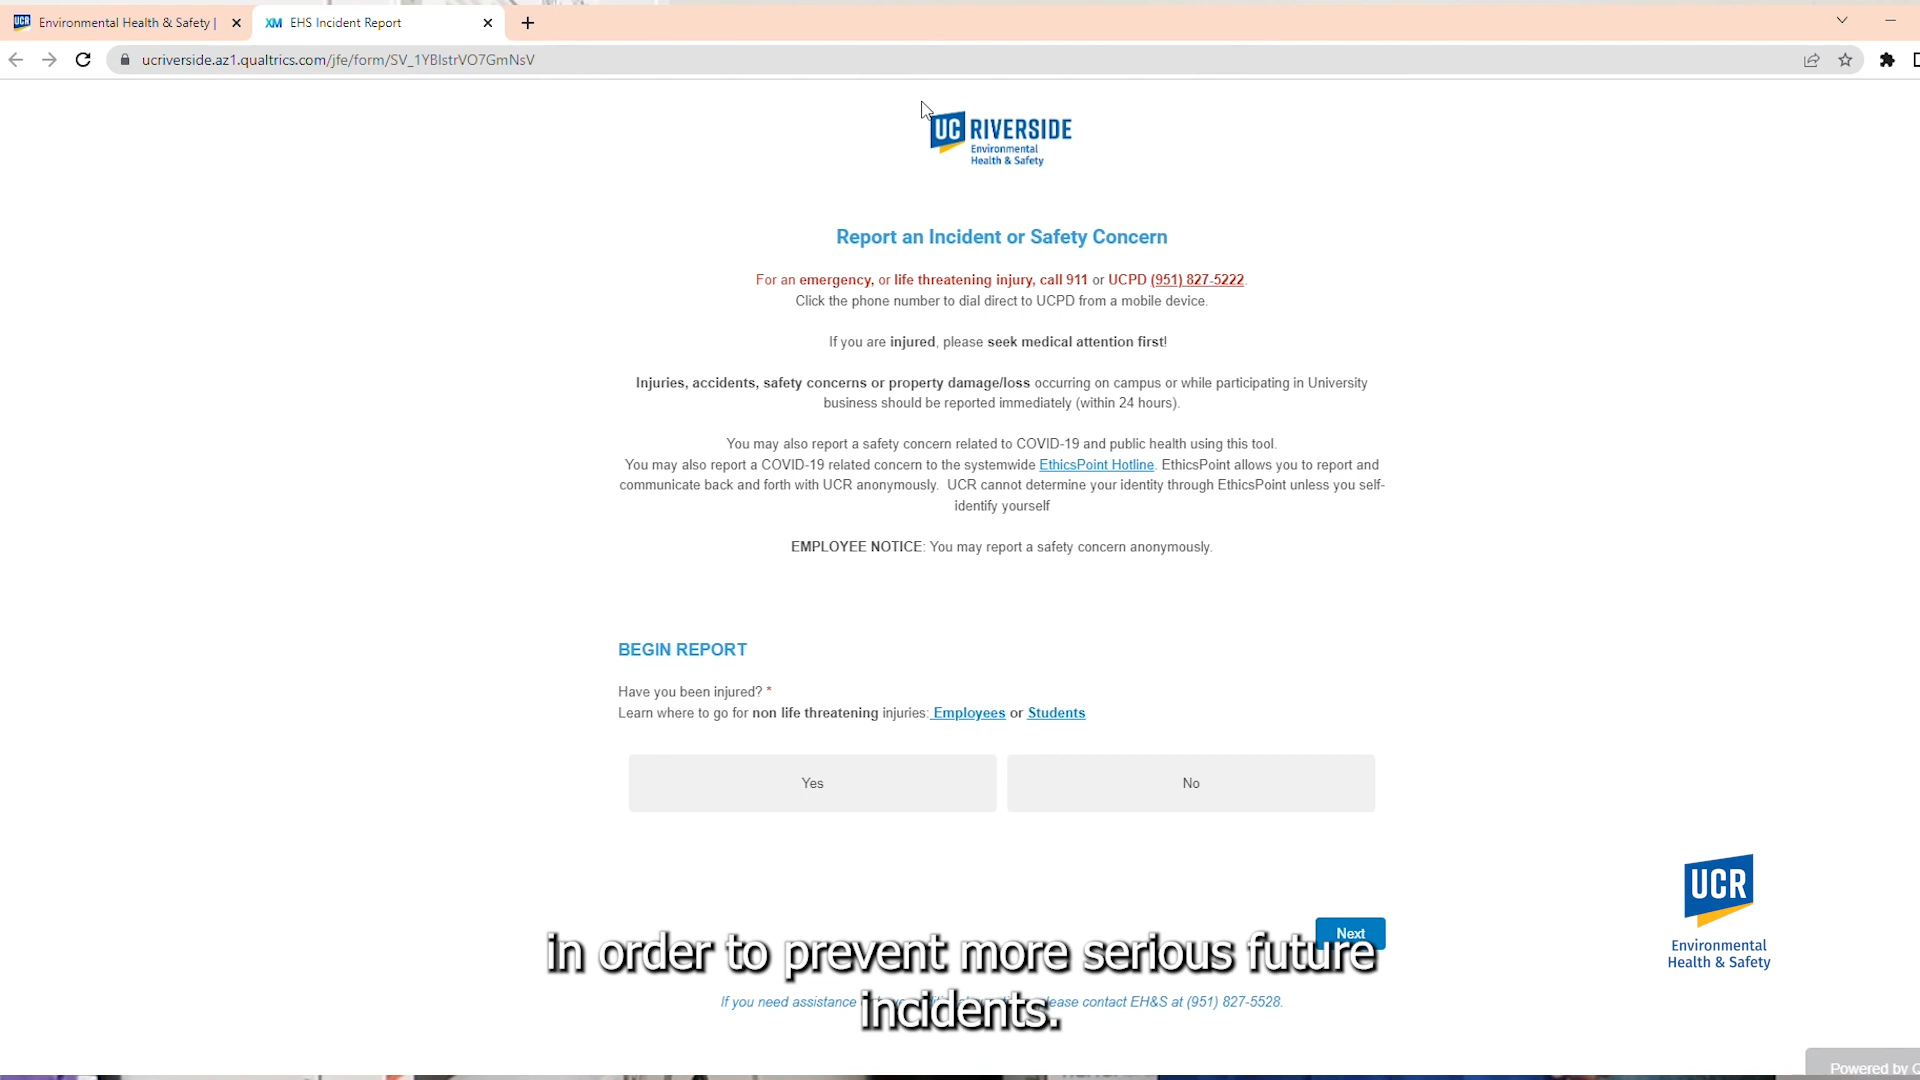 Environmental Health & Safety |
EHS Incident Report
ucriverside.az1.qualtrics.com/jfe/form/SV_1YBIstrVO7GmNsV
UC RIVERSIDE
Environmental
Health & Safety
Report an Incident or Safety Concern
For an emergency, or life threatening injury, call 911 or UCPD (951) 827-5222.
Click the phone number to dial direct to UCPD from a mobile device.
If you are injured, please seek medical attention first!
Injuries, accidents, safety concerns or property damage/loss occurring on campus or while participating in University
business should be reported immediately (within 24 hours).
You may also report a safety concern related to COVID-19 and public health using this tool.
You may also report a COVID-19 related concern to the systemwide EthicsPoint Hotline. EthicsPoint allows you to report and
communicate back and forth with UCR anonymously. UCR cannot determine your identity through EthicsPoint unless you self-
identify yourself
EMPLOYEE NOTICE: You may report a safety concern anonymously.
BEGIN REPORT
Have you been injured? *
Learn where to go for non life threatening injuries: Employees or Students
Yes
No
UCR
Environmental
Health & Safety
Next
in order to prevent more serious future
incidents.
If you need assistance contact EH&S at (951) 827-5528.
Powered by